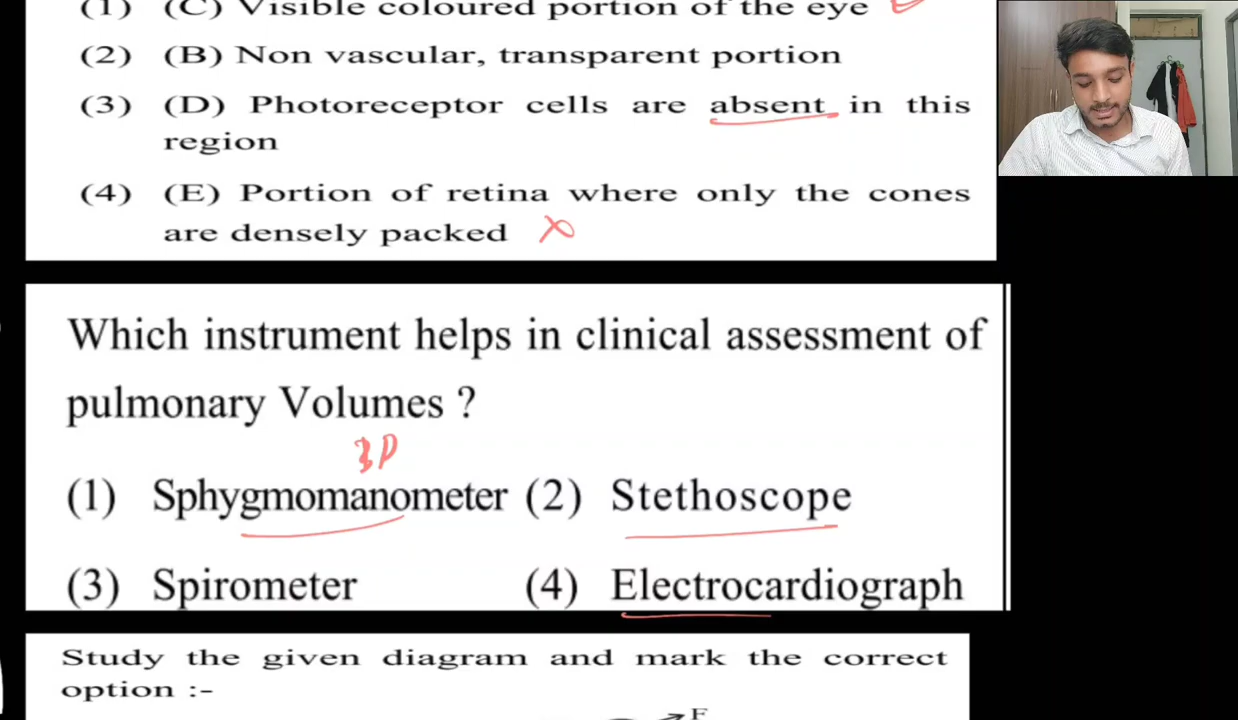 (1) (C) Visible coloured portion of the eye
(2) (B) Non vascular, transparent portion
(3) (D) Photoreceptor cells are absent in this
region
(4) (E) Portion of retina where only the cones
are densely packed
Which instrument helps in clinical assessment of
pulmonary Volumes ?
BP
(1) Sphygmomanometer (2) Stethoscope
(3) Spirometer (4) Electrocardiograph
Study the given diagram and mark the correct
option :-
F